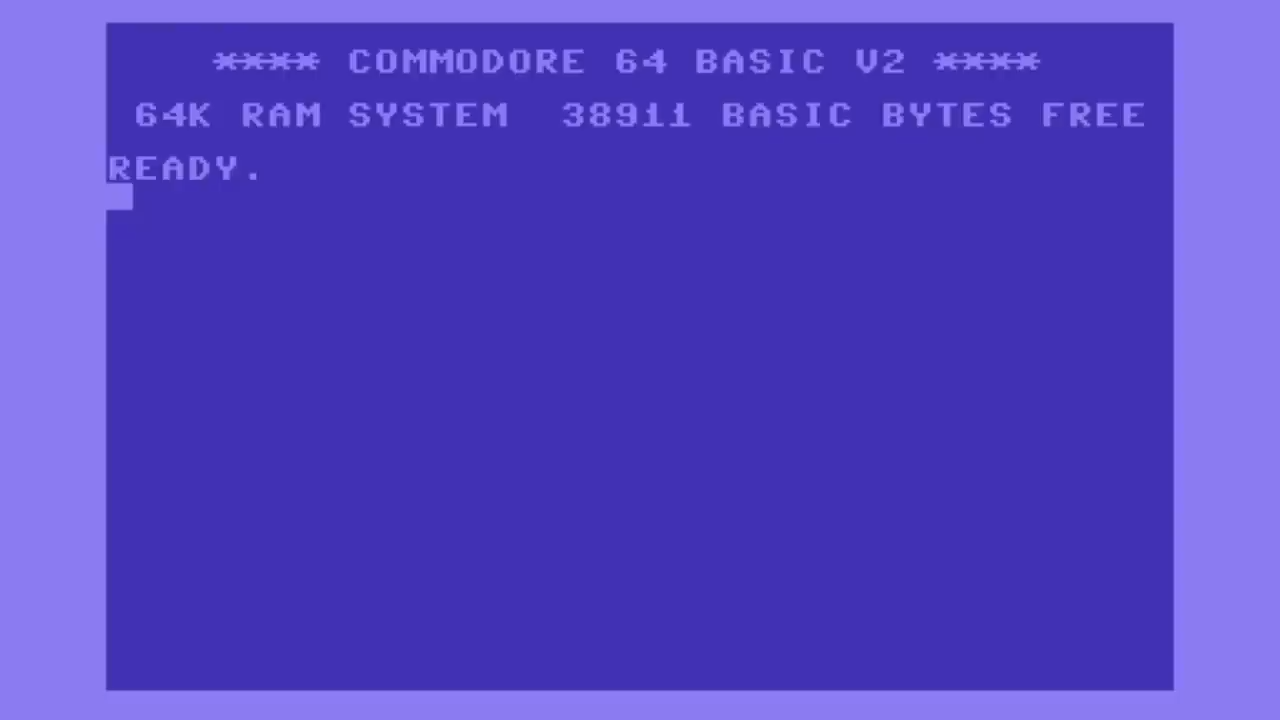 **** COMMODORE 64 BASIC V2 ****
64K RAM SYSTEM  38911 BASIC BYTES FREE
READY.